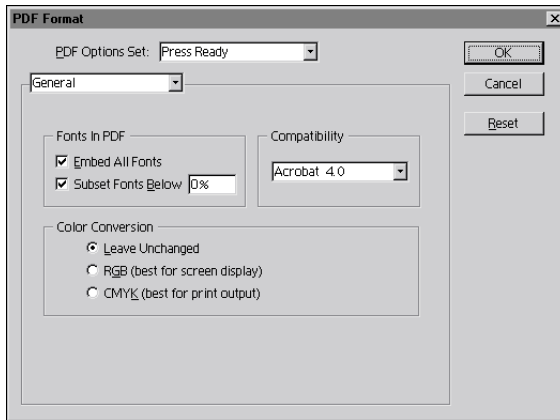 PDF Format
PDF Options Set: Press Ready
OK
General
Cancel
Reset
Fonts In PDF
Compatibility
Embed All Fonts
Acrobat 4.0
Subset Fonts Below 0%
Color Conversion
Leave Unchanged
RGB (best for screen display)
CMYK (best for print output)